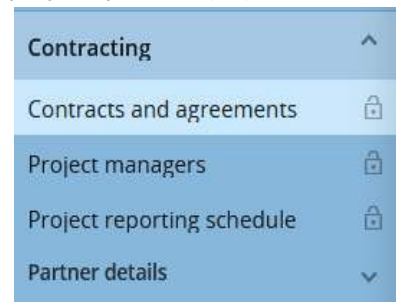 Contracting
Contracts and agreements
Project managers
Project reporting schedule
Partner details